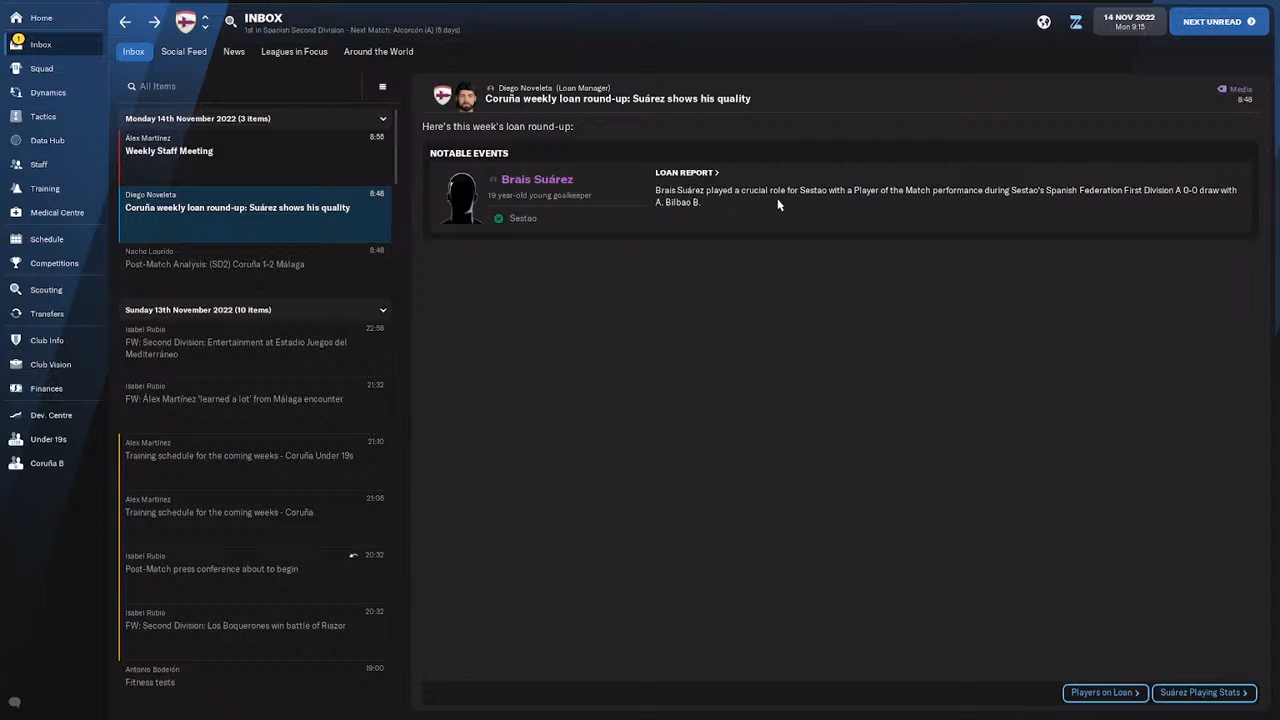 Home
Inbox
1
Squad
Dynamics
Tactics
Data Hub
Staff
Training
Medical Centre
Schedule
Competitions
Scouting
Transfers
Club Info
Club Vision
Finances
Dev. Centre
Under 19s
Coruña B
INBOX
1st in Spanish Second Division - Next Match: Alcorcón (A) (6 days)
14 NOV 2022
Mon 9:15
NEXT UNREAD
Inbox
Social Feed
News
Leagues in Focus
Around the World
All Items
Monday 14th November 2022 (3 items)
Álex Martínez 8:56
Weekly Staff Meeting
Diego Noveleta 8:48
Coruña weekly loan round-up: Suárez shows his quality
Nacho Lourido 8:48
Post-Match Analysis: (SD2) Coruña 1-2 Málaga
Sunday 13th November 2022 (10 items)
Isabel Rubio 22:58
FW: Second Division: Entertainment at Estadio Juegos del
Mediterráneo
Isabel Rubio 21:32
FW: Álex Martínez 'learned a lot' from Málaga encounter
Álex Martínez 21:10
Training schedule for the coming weeks - Coruña Under 19s
Álex Martínez 21:06
Training schedule for the coming weeks - Coruña
Isabel Rubio 20:32
Post-Match press conference about to begin
Isabel Rubio 20:32
FW: Second Division: Los Boquerones win battle of Riazor
Antonio Bodelón 19:00
Fitness tests
Diego Noveleta (Loan Manager)
Coruña weekly loan round-up: Suárez shows his quality
Media
8:48
Here's this week's loan round-up:
NOTABLE EVENTS
Brais Suárez
19 year-old young goalkeeper
Sestao
LOAN REPORT >
Brais Suárez played a crucial role for Sestao with a Player of the Match performance during Sestao's Spanish Federation First Division A 0-0 draw with
A. Bilbao B.
Players on Loan >
Suárez Playing Stats >